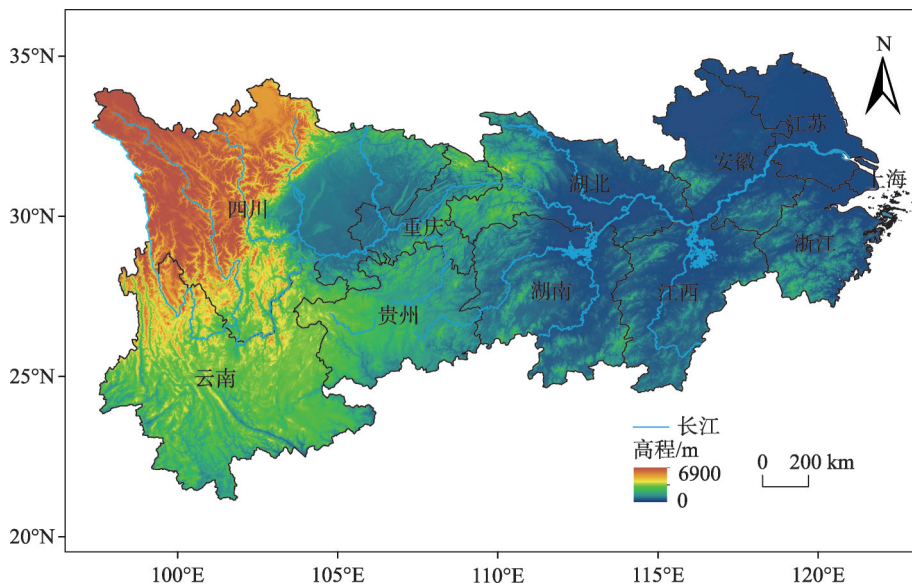 35°N
30°N
25°N
20°N
100°E
105°E
110°E
115°E
120°E
N
江苏
安徽
上海
湖北
四川
重庆
浙江
湖南
江西
贵州
云南
长江
高程/m
6900
0
0 200 km